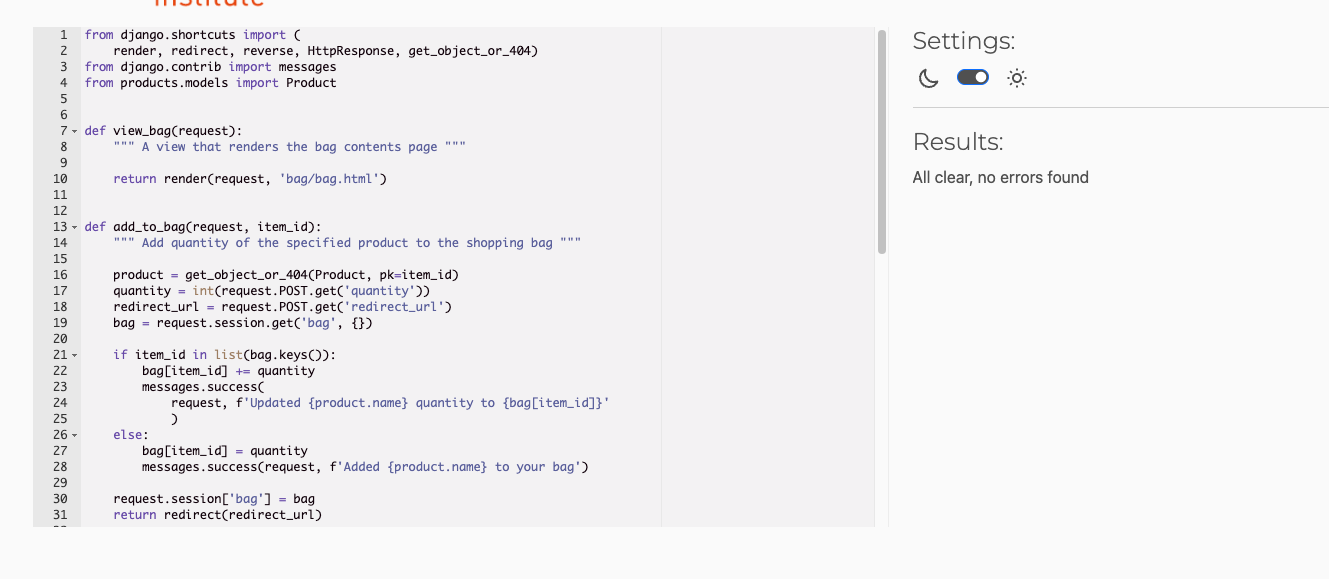 institute
1 from django.shortcuts import (
2 render, redirect, reverse, HttpResponse, get_object_or_404)
3 from django.contrib import messages
4 from products.models import Product
5
6
7 def view_bag(request):
8 """ A view that renders the bag contents page """
9
10 return render(request, 'bag/bag.html')
11
12
13 def add_to_bag(request, item_id):
14 """ Add quantity of the specified product to the shopping bag """
15
16 product = get_object_or_404(Product, pk=item_id)
17 quantity = int(request.POST.get('quantity'))
18 redirect_url = request.POST.get('redirect_url')
19 bag = request.session.get('bag', {})
20
21 if item_id in list(bag.keys()):
22 bag[item_id] += quantity
23 messages.success(
24 request, f'Updated {product.name} quantity to {bag[item_id]}'
25 )
26 else:
27 bag[item_id] = quantity
28 messages.success(request, f'Added {product.name} to your bag')
29
30 request.session['bag'] = bag
31 return redirect(redirect_url)
Settings:
Results:
All clear, no errors found